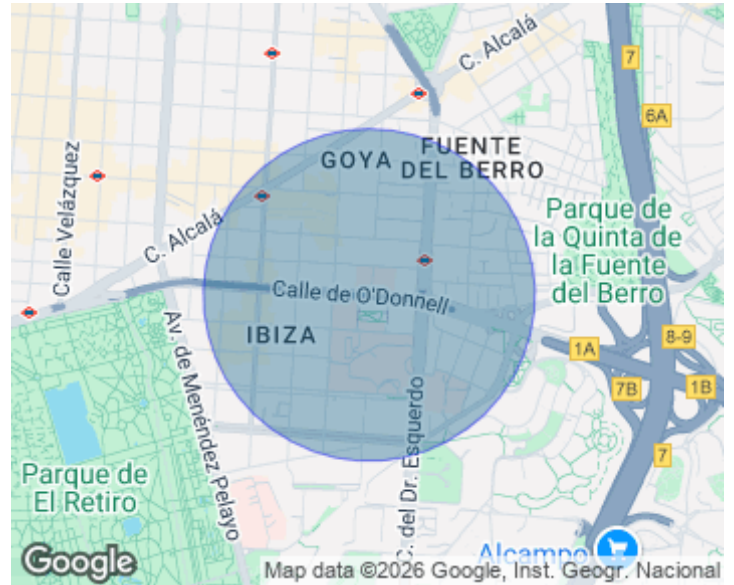 C. Alcalá
7
6A
FUENTE
DEL BERRO
GOYA
Calle Velázquez
C. Alcalá
Parque de
la Quinta de
la Fuente
del Berro
Calle de O'Donnell
IBIZA
1A
8-9
7B
1B
Av. de Menéndez Pelayo
C. del Dr. Esquerdo
7
Parque de
El Retiro
Alcampo
Google
Map data ©2026 Google, Inst. Geogr. Nacional